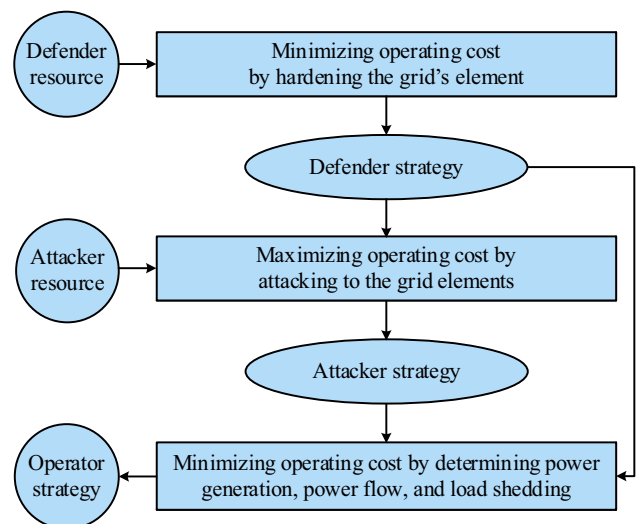 Defender
resource
Minimizing operating cost
by hardening the grid's element
Defender strategy
Attacker
resource
Maximizing operating cost by
attacking to the grid elements
Attacker strategy
Operator
strategy
Minimizing operating cost by determining power
generation, power flow, and load shedding